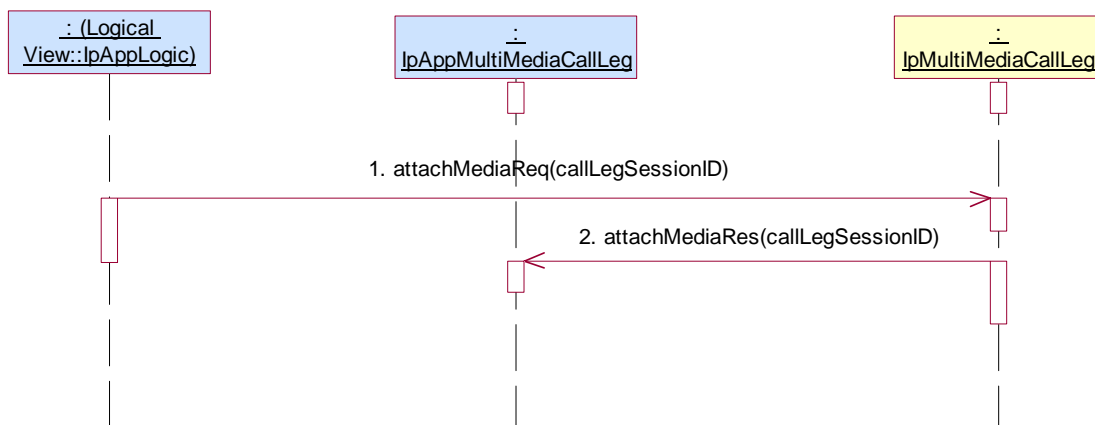 : (Logical
View::IpAppLogic)
:
IpAppMultiMediaCallLeg
:
IpMultiMediaCallLeg
1. attachMediaReq(callLegSessionID)
2. attachMediaRes(callLegSessionID)